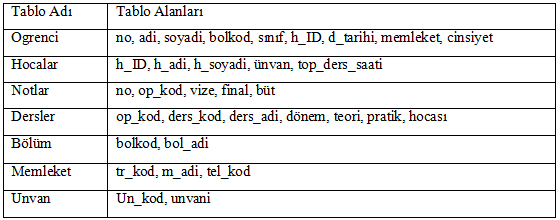 Tablo Adı Tablo Alanları
Ogrenci no, adi, soyadi, bolkod, sınıf, h_ID, d_tarihi, memleket, cinsiyet
Hocalar h_ID, h_adi, h_soyadi, ünvan, top_ders_saati
Notlar no, op_kod, vize, final, büt
Dersler op_kod, ders_kod, ders_adi, dönem, teori, pratik, hocası
Bölüm bolkod, bol_adi
Memleket tr_kod, m_adi, tel_kod
Unvan Un_kod, unvani